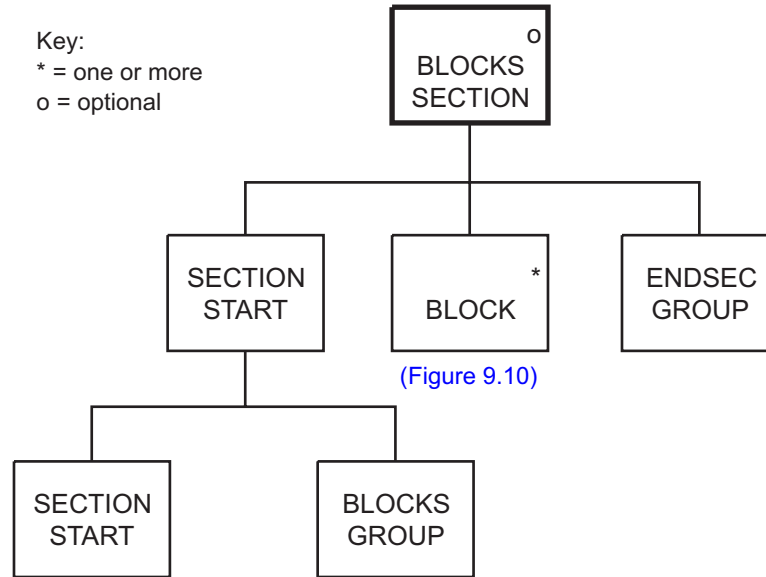 Key:
* = one or more
o = optional
o
BLOCKS
SECTION
SECTION
START
*
BLOCK
ENDSEC
GROUP
(Figure 9.10)
SECTION
START
BLOCKS
GROUP